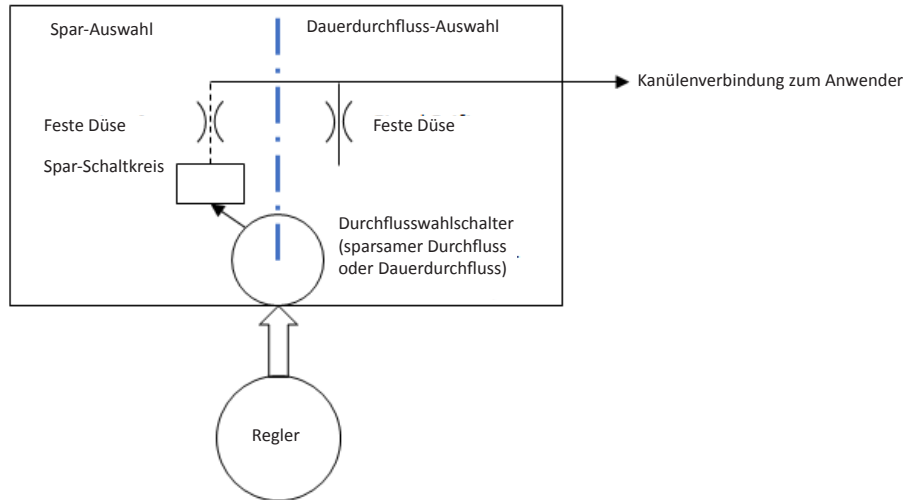 Spar-Auswahl
Dauerdurchfluss-Auswahl
Kanülenverbindung zum Anwender
Feste Düse
Feste Düse
Spar-Schaltkreis
Durchflusswahlschalter
(sparsamer Durchfluss
oder Dauerdurchfluss)
Regler